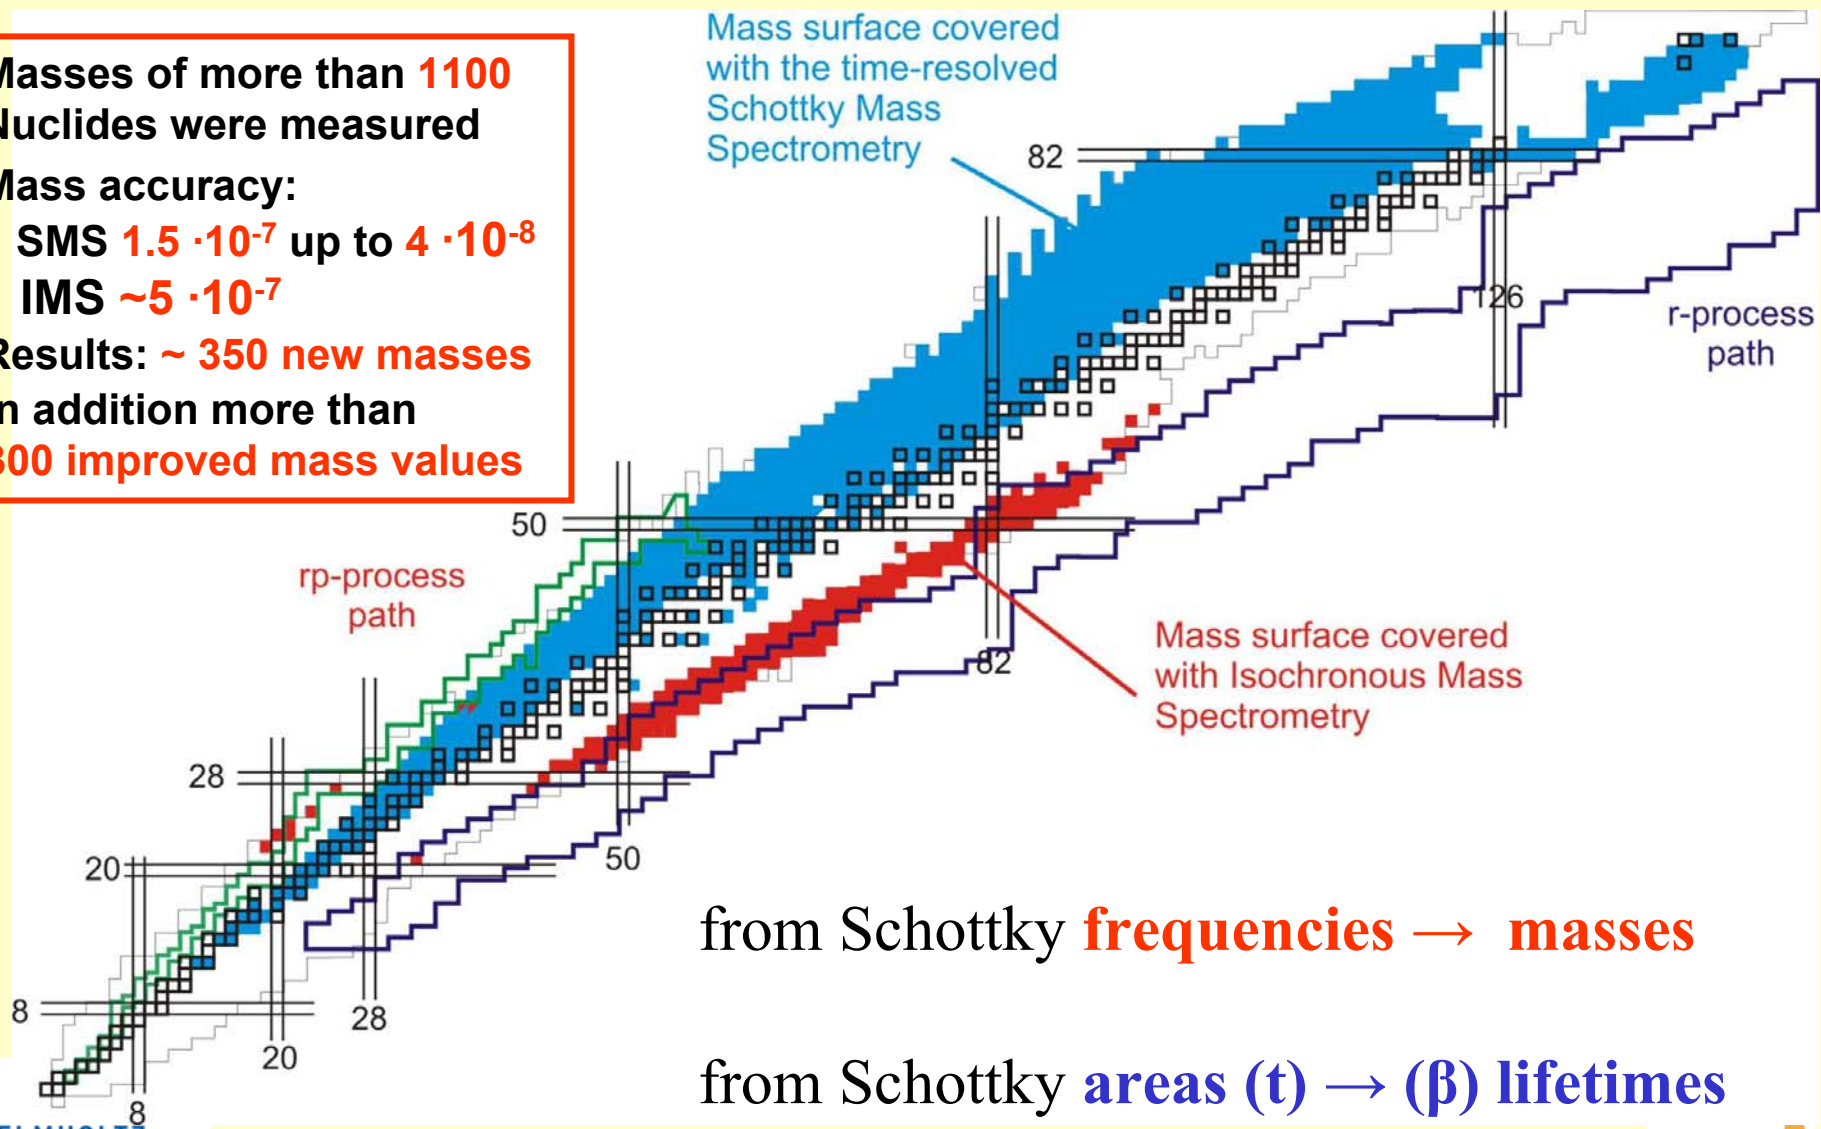 Masses of more than 1100
Nuclides were measured
Mass accuracy:
SMS 1.5 ·10-7 up to 4 ·10-8
IMS ~5 ·10-7
Results: ~ 350 new masses
in addition more than
300 improved mass values
Mass surface covered
with the time-resolved
Schottky Mass
Spectrometry
82
126
r-process
path
50
rp-process
path
Mass surface covered
with Isochronous Mass
Spectrometry
82
28
50
20
8
28
20
8
from Schottky frequencies → masses
from Schottky areas (t) → (β) lifetimes